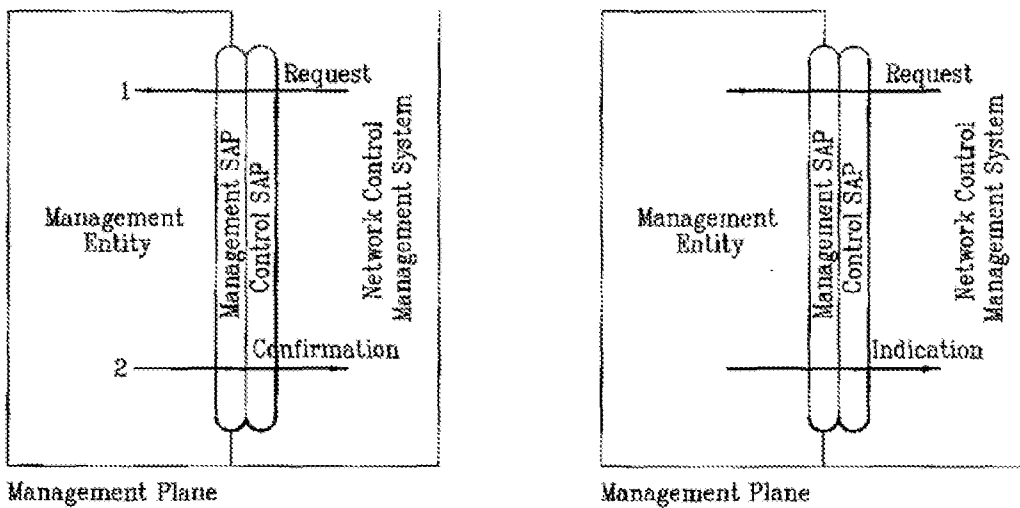 Request
1
Management SAP
Control SAP
Network Control
Management System
Management
Entity
Confirmation
2
Management Plane
Request
Management SAP
Control SAP
Network Control
Management System
Management
Entity
Indication
Management Plane